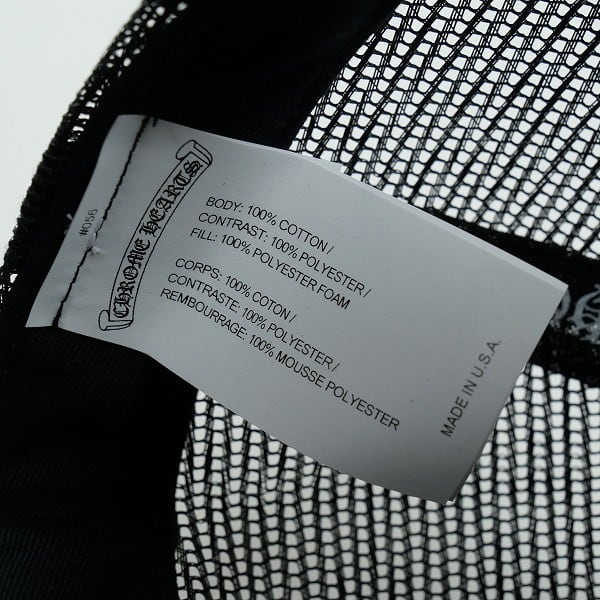 #056
CHROME HEARTS
BODY: 100% COTTON /
CONTRAST: 100% POLYESTER /
FILL: 100% POLYESTER FOAM
CORPS: 100% COTON /
CONTRASTE: 100% POLYESTER /
REMBOURRAGE: 100% MOUSSE POLYESTER
MADE IN U.S.A.